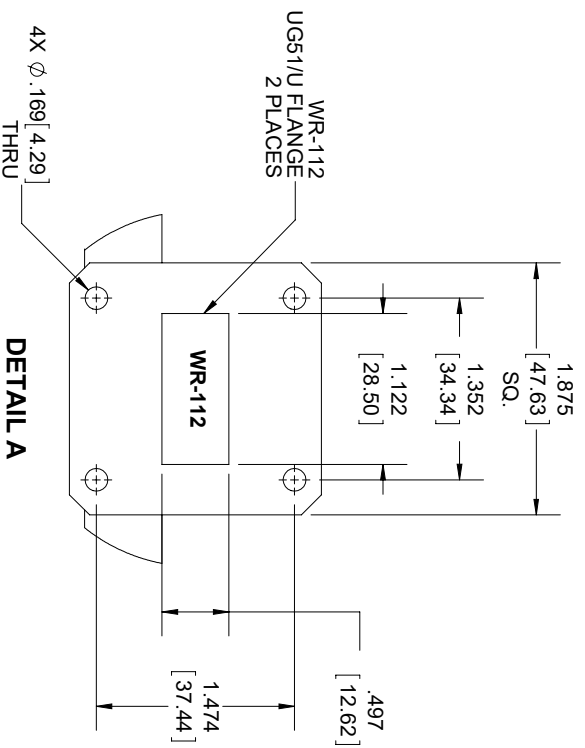 1.875
[47.63]
SQ.
1.352
[34.34]
1.122
[28.50]
WR-112
UG51/U FLANGE
2 PLACES
4X Ø .169[4.29]
THRU
WR-112
.497
[12.62]
1.474
[37.44]
DETAIL A